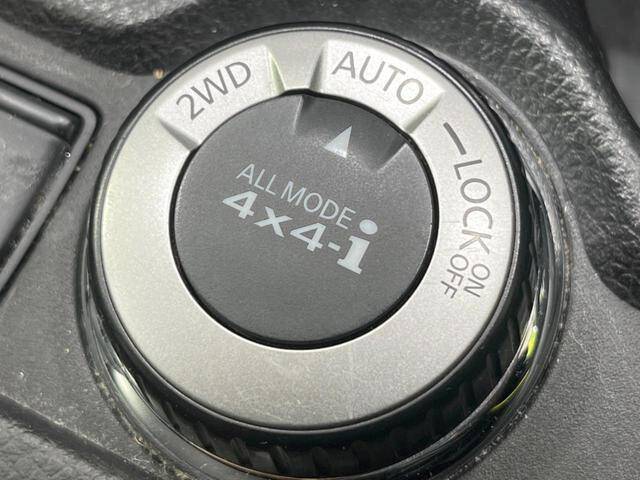 2WD
AUTO
LOCK
ON
OFF
ALL MODE
4x4-i